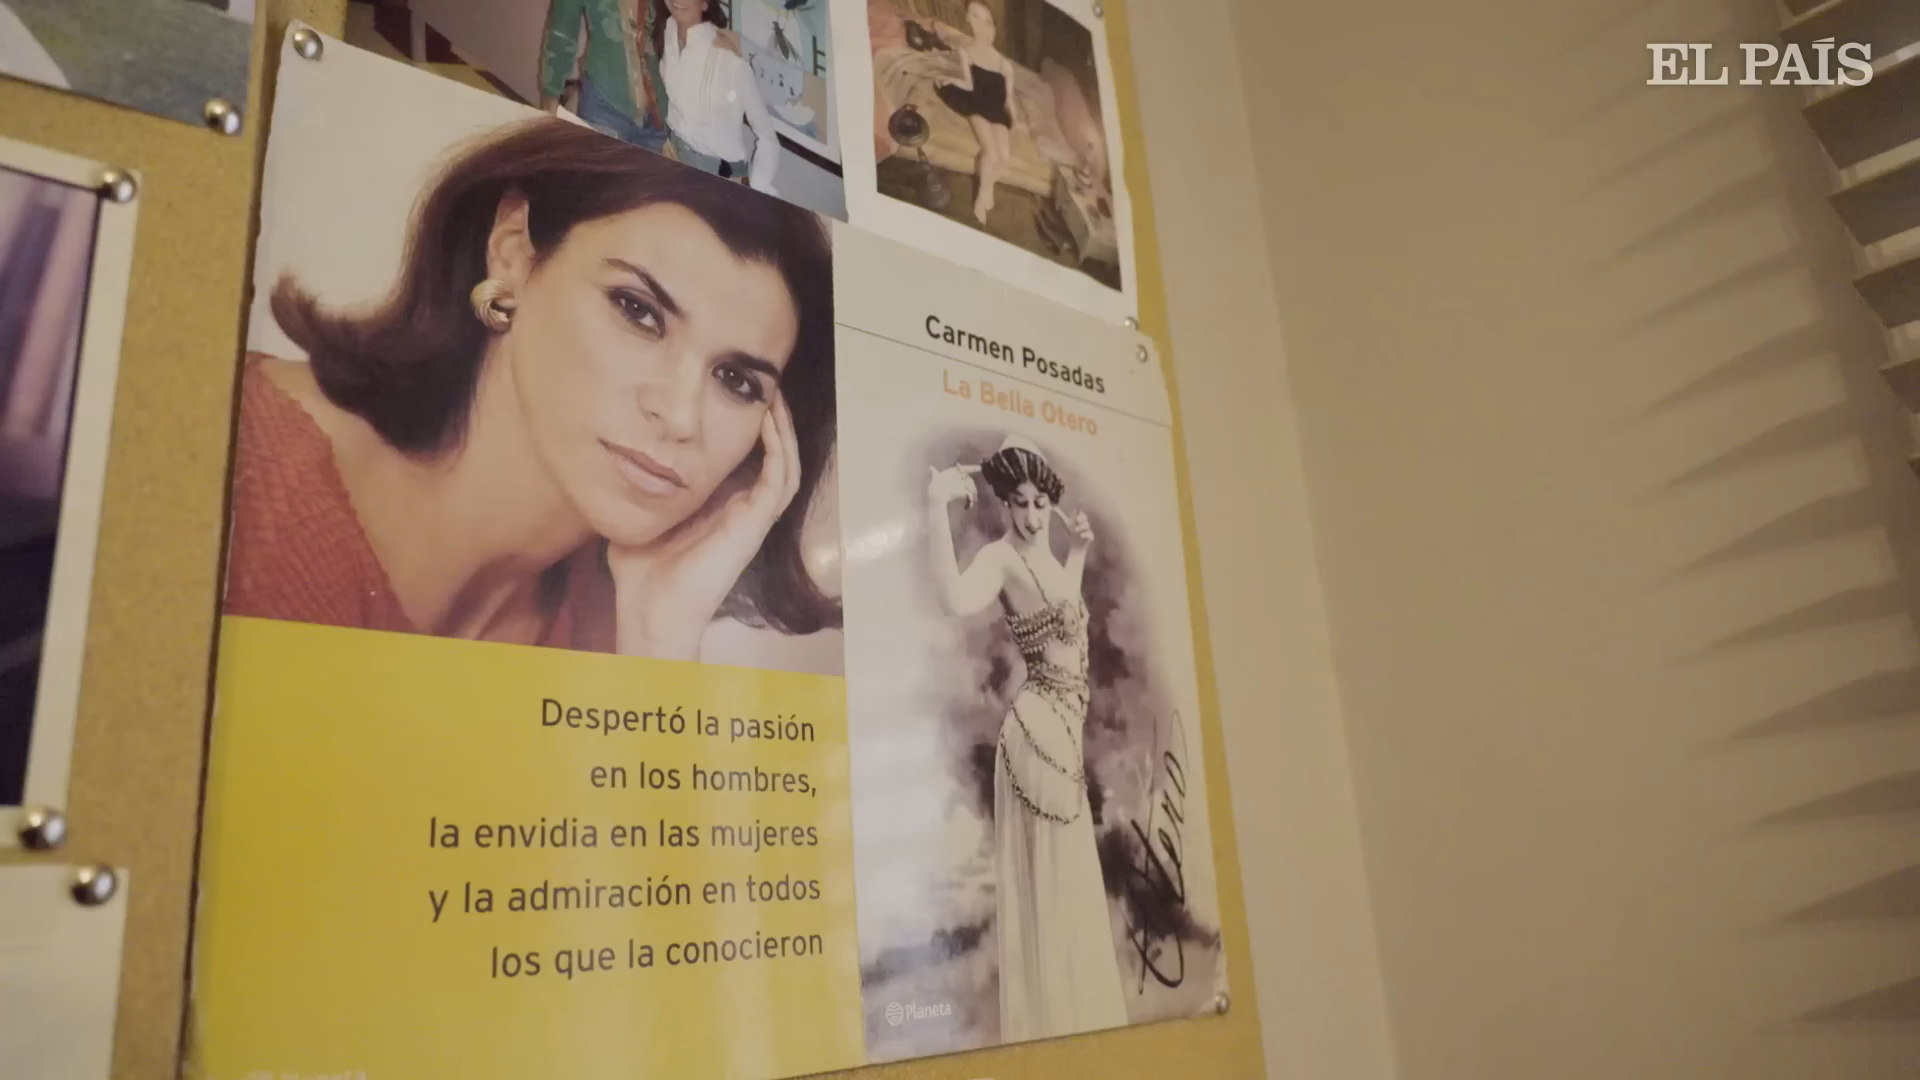 EL PAÍS
Carmen Posadas
La Bella Otero
Despertó la pasión
en los hombres,
la envidia en las mujeres
y la admiración en todos
los que la conocieron
Otero
Planeta